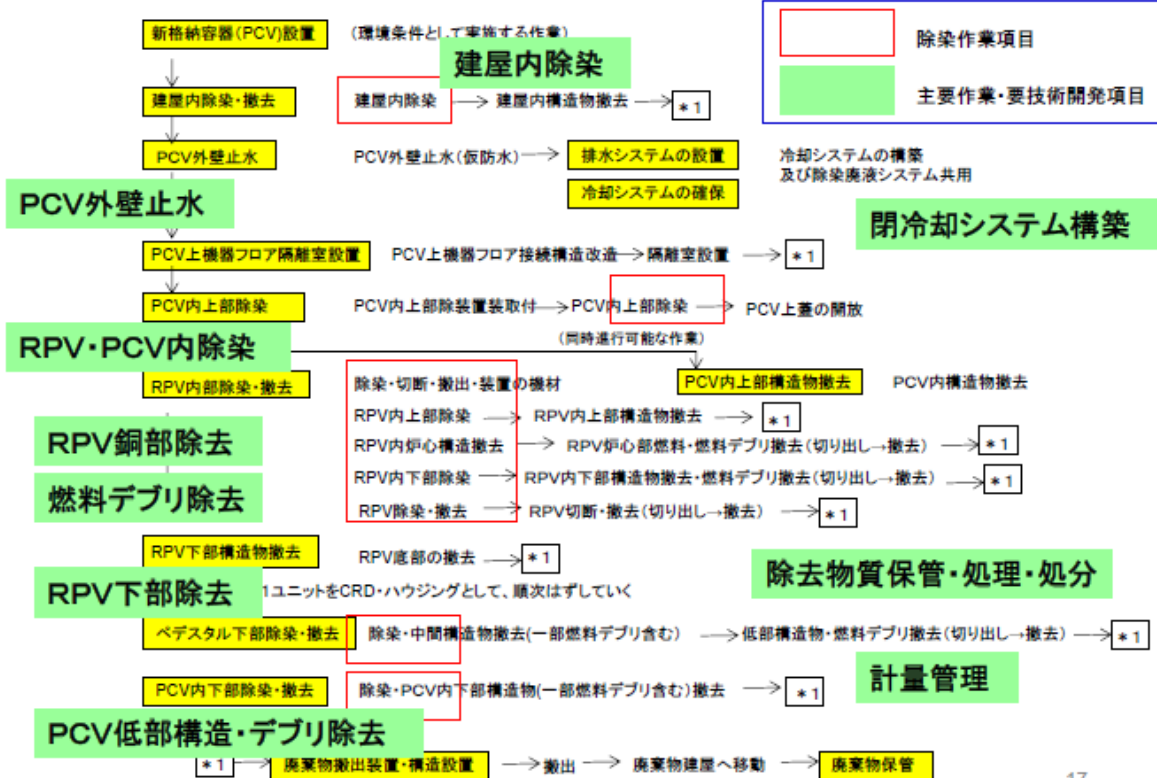 新格納容器(PCV)設置 (環境条件として実施する作業)
除染作業項目
建屋内除染
主要作業・要技術開発項目
建屋内除染・撤去 建屋内除染 → 建屋内構造物撤去 → *1
PCV外壁止水 PCV外壁止水(仮防水) → 排水システムの設置 冷却システムの構築
及び除染廃液システム共用
冷却システムの確保
PCV外壁止水
閉冷却システム構築
PCV上機器フロア隔離室設置 PCV上機器フロア接続構造改造→隔離室設置 → *1
PCV内上部除染 PCV内上部除装置装取付→PCV内上部除染 → PCV上蓋の開放
(同時進行可能な作業)
RPV・PCV内除染
RPV内部除染・撤去 除染・切断・搬出・装置の機材 PCV内上部構造物撤去 PCV内構造物撤去
RPV内上部除染 → RPV内上部構造物撤去 → *1
RPV銅部除去
RPV内炉心構造撤去 → RPV炉心部燃料・燃料デブリ撤去(切り出し→撤去) → *1
RPV内下部除染 → RPV内下部構造物撤去・燃料デブリ撤去(切り出し→撤去) → *1
燃料デブリ除去
RPV除染・撤去 → RPV切断・撤去(切り出し→撤去) → *1
RPV下部構造物撤去 RPV底部の撤去 → *1
除去物質保管・処理・処分
RPV下部除去
1ユニットをCRD・ハウジングとして、順次はずしていく
ペデスタル下部除染・撤去 除染・中間構造物撤去(一部燃料デブリ含む) → 低部構造物・燃料デブリ撤去(切り出し→撤去) → *1
計量管理
PCV内下部除染・撤去 除染・PCV内下部構造物(一部燃料デブリ含む)撤去 → *1
PCV低部構造・デブリ除去
*1 → 廃棄物搬出装置・構造設置 → 搬出 → 廃棄物建屋へ移動 → 廃棄物保管